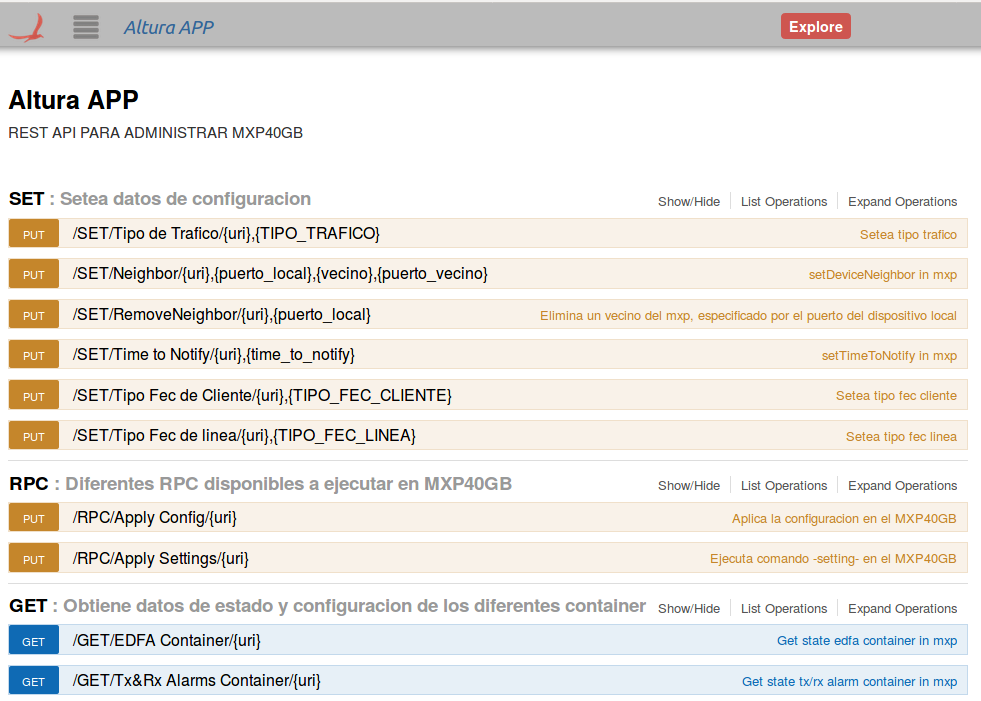 Altura APP Explore
Altura APP
REST API PARA ADMINISTRAR MXP40GB
SET : Setea datos de configuracion Show/Hide List Operations Expand Operations
PUT /SET/Tipo de Trafico/{uri},{TIPO_TRAFICO} Setea tipo trafico
PUT /SET/Neighbor/{uri},{puerto_local},{vecino},{puerto_vecino} setDeviceNeighbor in mxp
PUT /SET/RemoveNeighbor/{uri},{puerto_local} Elimina un vecino del mxp, especificado por el puerto del dispositivo local
PUT /SET/Time to Notify/{uri},{time_to_notify} setTimeToNotify in mxp
PUT /SET/Tipo Fec de Cliente/{uri},{TIPO_FEC_CLIENTE} Setea tipo fec cliente
PUT /SET/Tipo Fec de linea/{uri},{TIPO_FEC_LINEA} Setea tipo fec linea
RPC : Diferentes RPC disponibles a ejecutar en MXP40GB Show/Hide List Operations Expand Operations
PUT /RPC/Apply Config/{uri} Aplica la configuracion en el MXP40GB
PUT /RPC/Apply Settings/{uri} Ejecuta comando -setting- en el MXP40GB
GET : Obtiene datos de estado y configuracion de los diferentes container Show/Hide List Operations Expand Operations
GET /GET/EDFA Container/{uri} Get state edfa container in mxp
GET /GET/Tx&Rx Alarms Container/{uri} Get state tx/rx alarm container in mxp